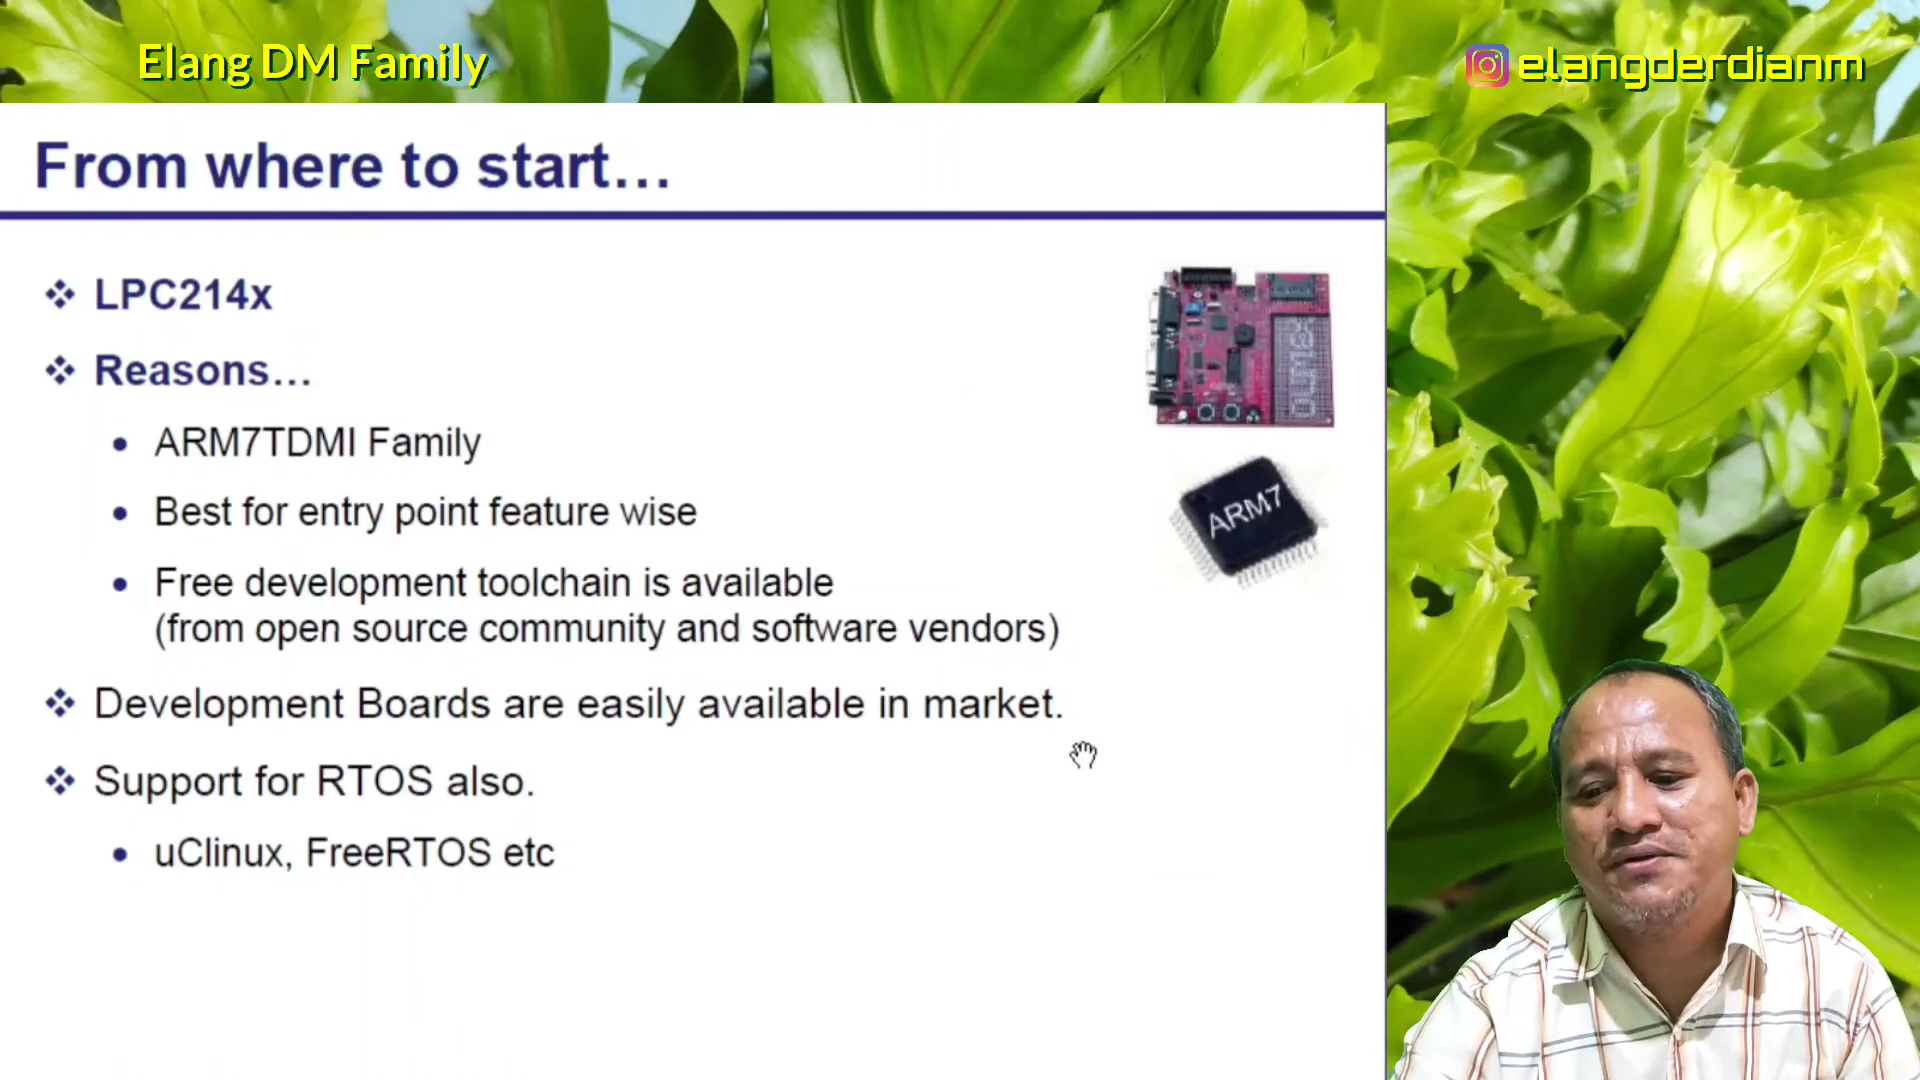 Elang DM Family
elangderdianm
From where to start...
LPC214x
Reasons...
ARM7TDMI Family
Best for entry point feature wise
Free development toolchain is available
(from open source community and software vendors)
ARM7
Development Boards are easily available in market.
Support for RTOS also.
uClinux, FreeRTOS etc